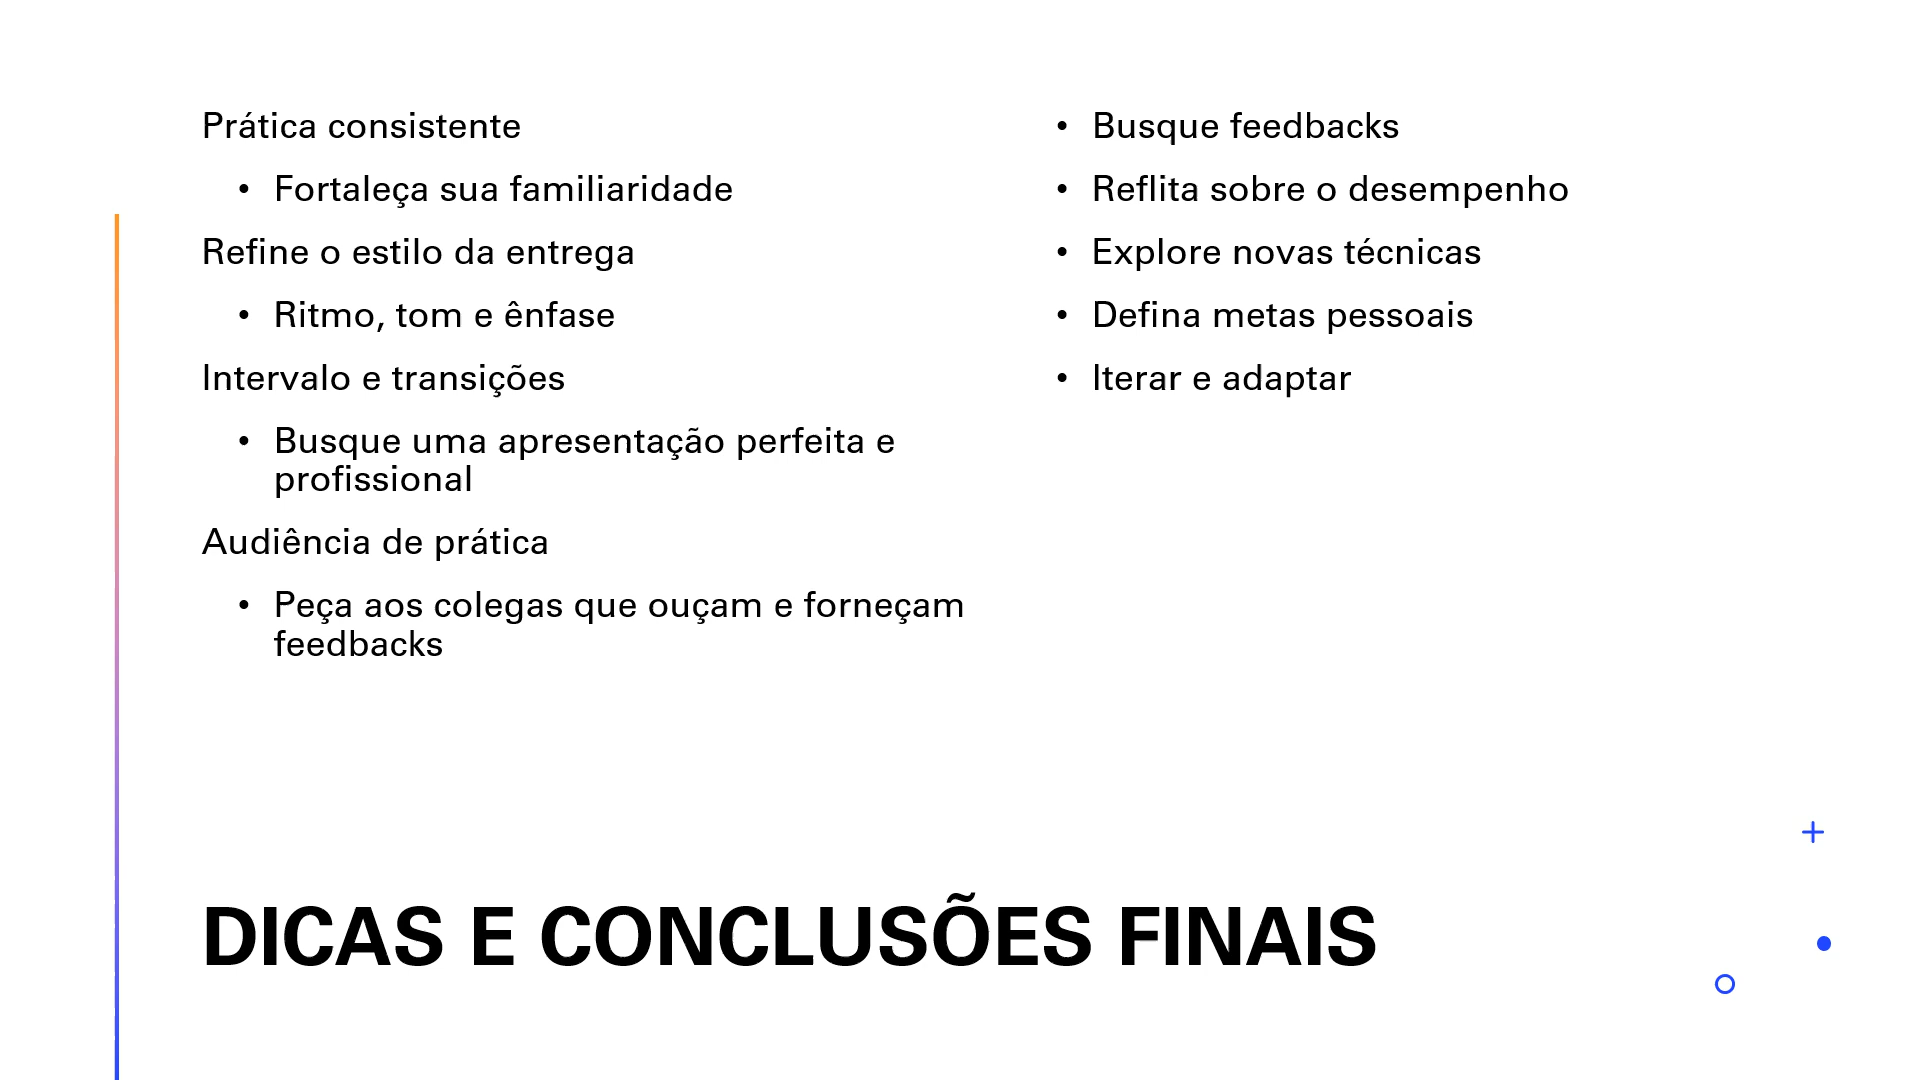 Prática consistente
• Fortaleça sua familiaridade
Refine o estilo da entrega
• Ritmo, tom e ênfase
Intervalo e transições
• Busque uma apresentação perfeita e
profissional
Audiência de prática
• Peça aos colegas que ouçam e forneçam
feedbacks
• Busque feedbacks
• Reflita sobre o desempenho
• Explore novas técnicas
• Defina metas pessoais
• Iterar e adaptar
DICAS E CONCLUSÕES FINAIS